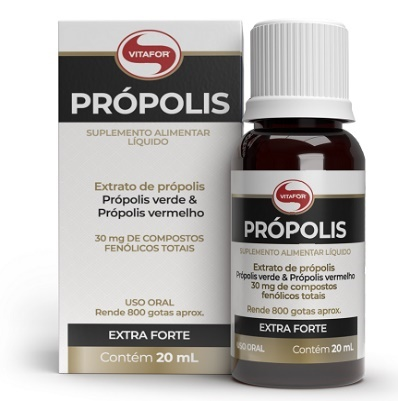 VITAFOR
PRÓPOLIS
SUPLEMENTO ALIMENTAR
LÍQUIDO
Extrato de própolis
Própolis verde &
Própolis vermelho
30 mg DE COMPOSTOS
FENÓLICOS TOTAIS
USO ORAL
Rende 800 gotas aprox.
EXTRA FORTE
Contém 20 mL
VITAFOR
PRÓPOLIS
SUPLEMENTO ALIMENTAR LÍQUIDO
Extrato de própolis
Própolis verde & Própolis vermelho
30 mg de compostos
fenólicos totais
Rende 800 gotas aprox.
EXTRA FORTE
USO ORAL Contém 20 mL